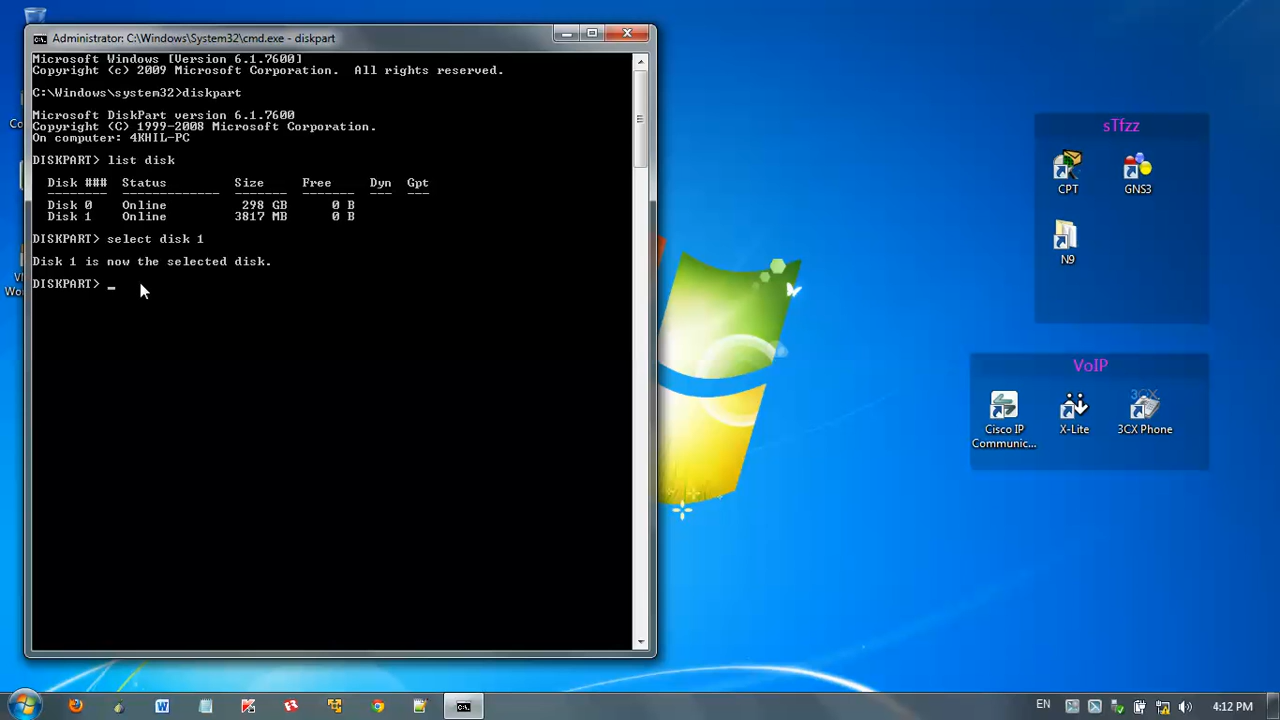 Administrator: C:\Windows\System32\cmd.exe - diskpart
Microsoft Windows [Version 6.1.7600]
Copyright (c) 2009 Microsoft Corporation.  All rights reserved.
C:\Windows\system32>diskpart
Microsoft DiskPart version 6.1.7600
Copyright (C) 1999-2008 Microsoft Corporation.
On computer: 4KHIL-PC
DISKPART> list disk
Disk ###  Status  Size  Free  Dyn  Gpt
--------  -------------  -------  -------  ---  ---
Disk 0  Online  298 GB  0 B
Disk 1  Online  3817 MB  0 B
DISKPART> select disk 1
Disk 1 is now the selected disk.
DISKPART> _
sTfzz
CPT
GNS3
N9
VoIP
Cisco IP Communic...
X-Lite
3CX Phone
EN
4:12 PM